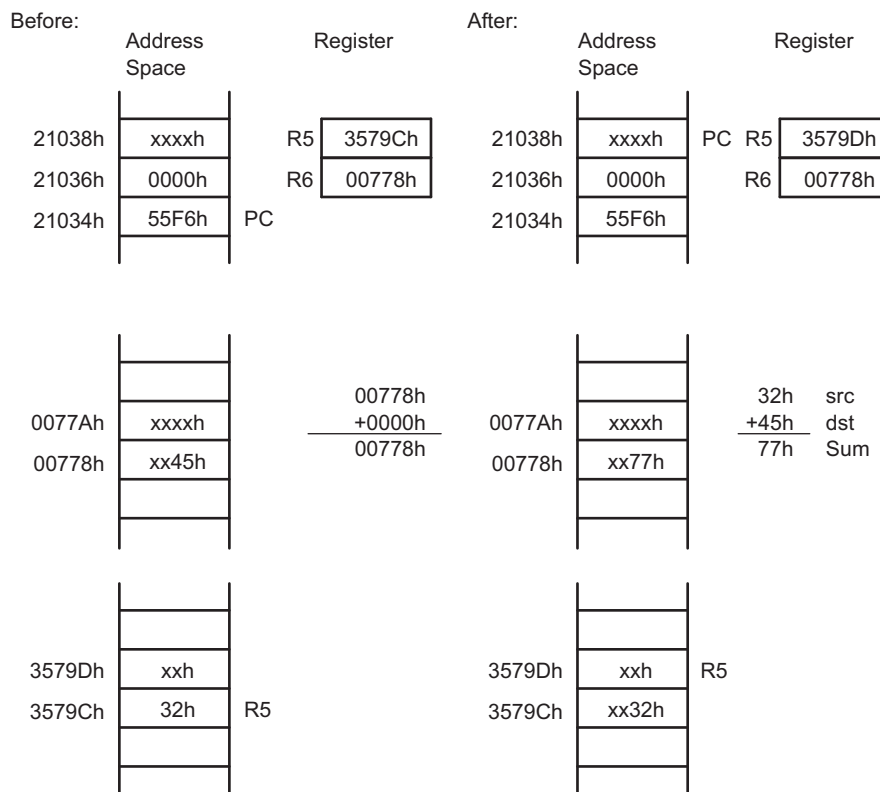 Before:
Address
Space
Register
21038h xxxxh R5 3579Ch
21036h 0000h R6 00778h
21034h 55F6h PC
0077Ah xxxxh
00778h xx45h
00778h
+0000h
00778h
3579Dh xxh
3579Ch 32h R5
After:
Address
Space
Register
21038h xxxxh PC R5 3579Dh
21036h 0000h R6 00778h
21034h 55F6h
0077Ah xxxxh
00778h xx77h
32h src
+45h dst
77h Sum
3579Dh xxh R5
3579Ch xx32h